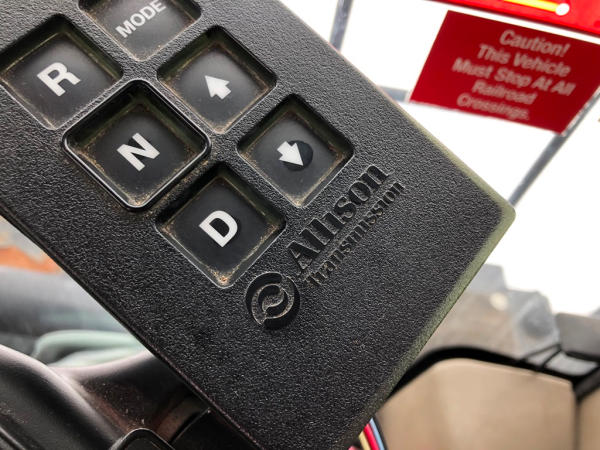 MODE
R
N
D
Allison
Transmission
Caution!
This Vehicle
Must Stop At All
Railroad
Crossings.